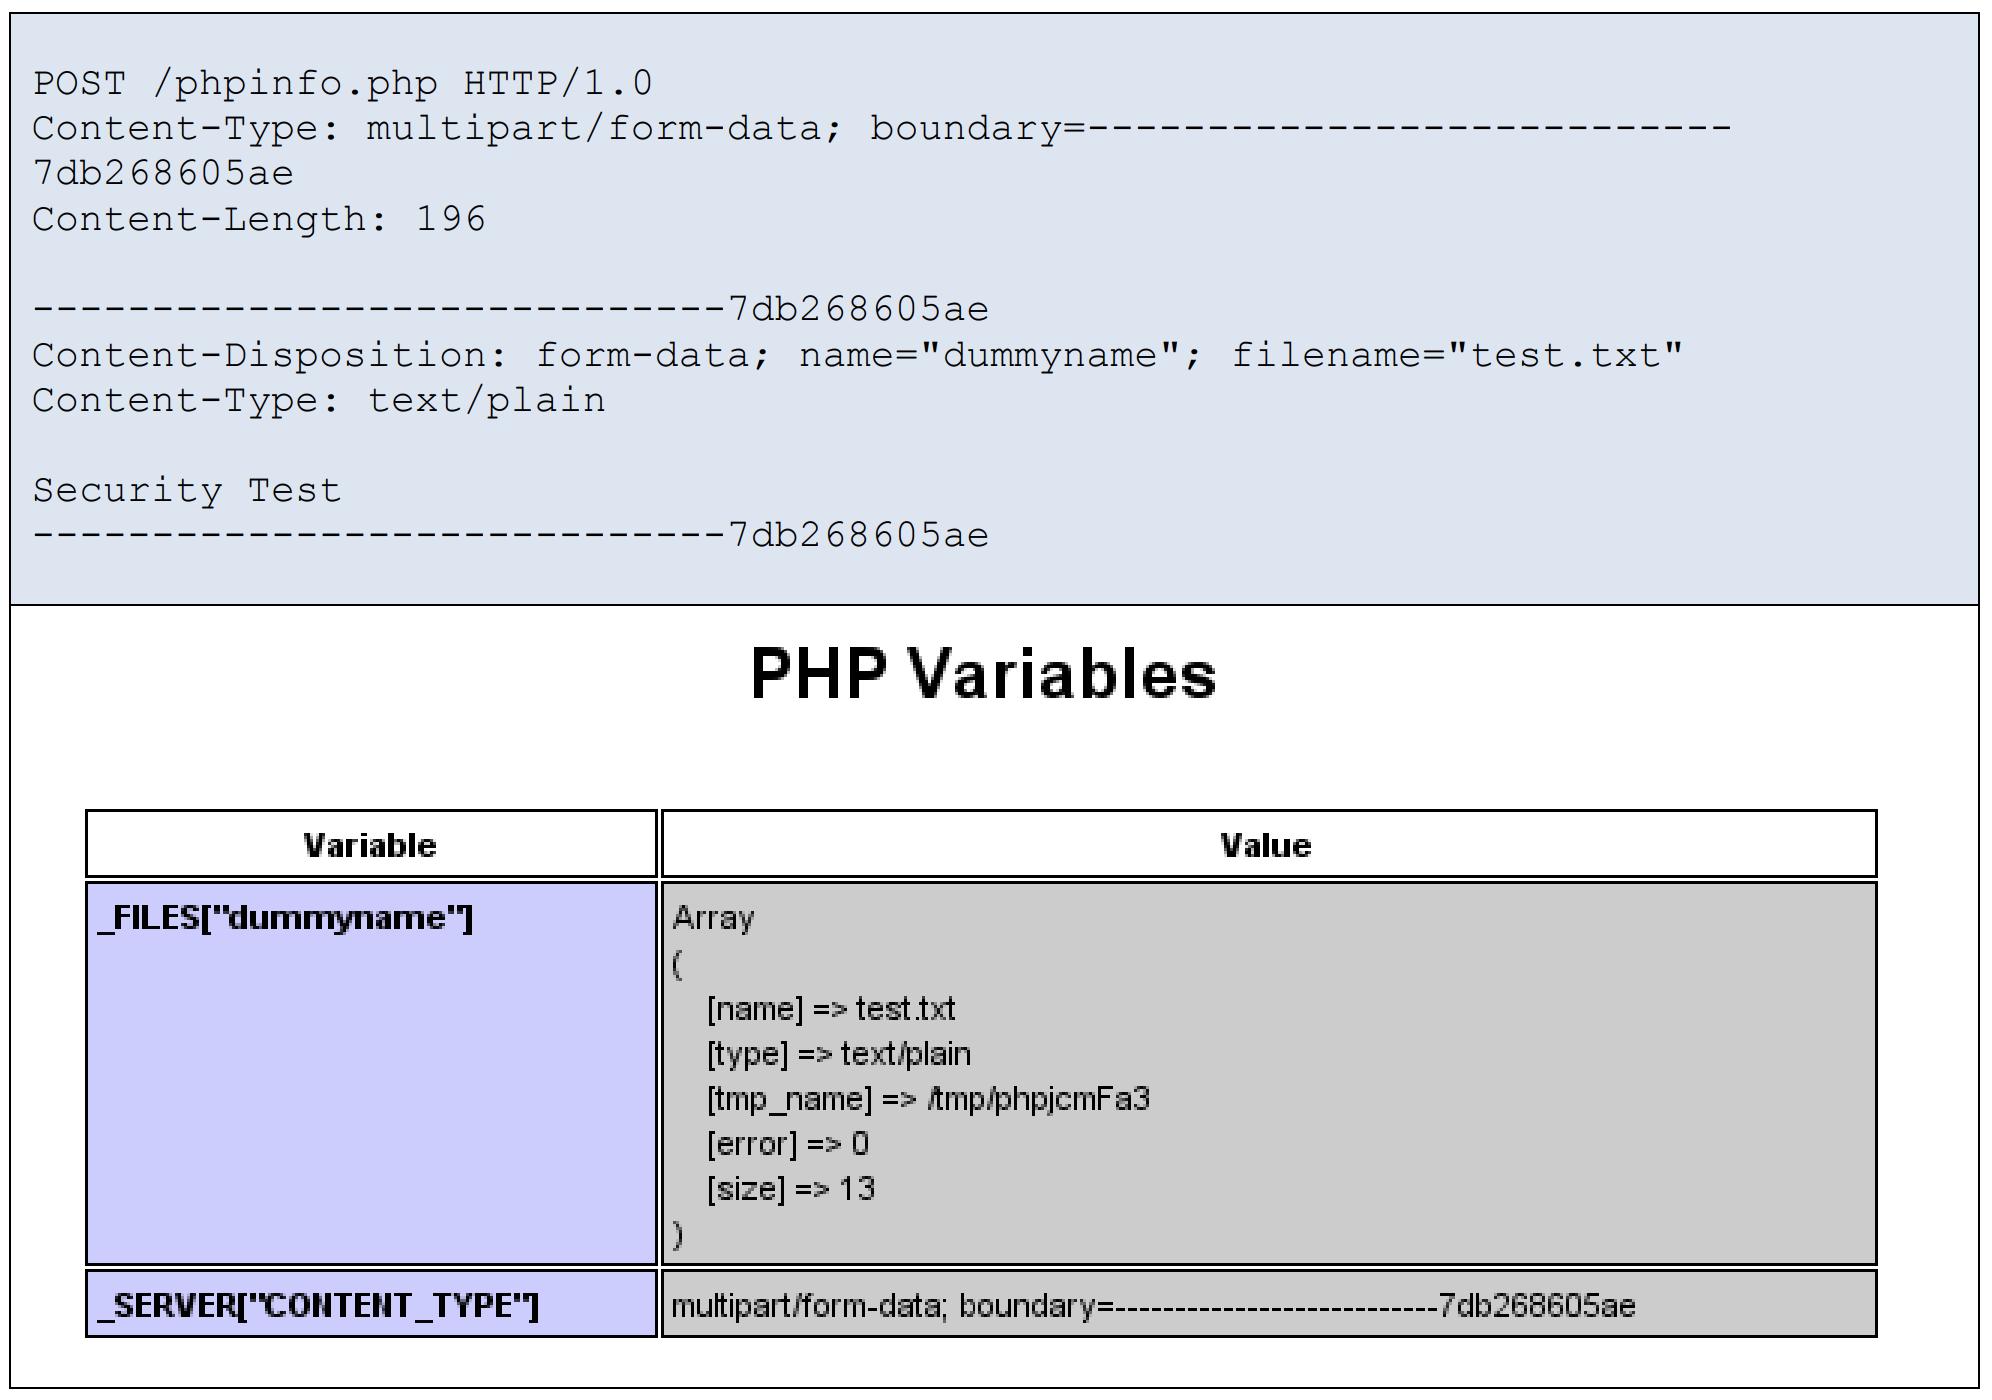 POST /phpinfo.php HTTP/1.0
Content-Type: multipart/form-data; boundary=---------------------------
7db268605ae
Content-Length: 196
-----------------------------7db268605ae
Content-Disposition: form-data; name="dummyname"; filename="test.txt"
Content-Type: text/plain
Security Test
-----------------------------7db268605ae
PHP Variables
Variable Value
_FILES["dummyname"] Array
(
[name] => test.txt
[type] => text/plain
[tmp_name] => /tmp/phpjcmFa3
[error] => 0
[size] => 13
)
_SERVER["CONTENT_TYPE"] multipart/form-data; boundary=---------------------------7db268605ae